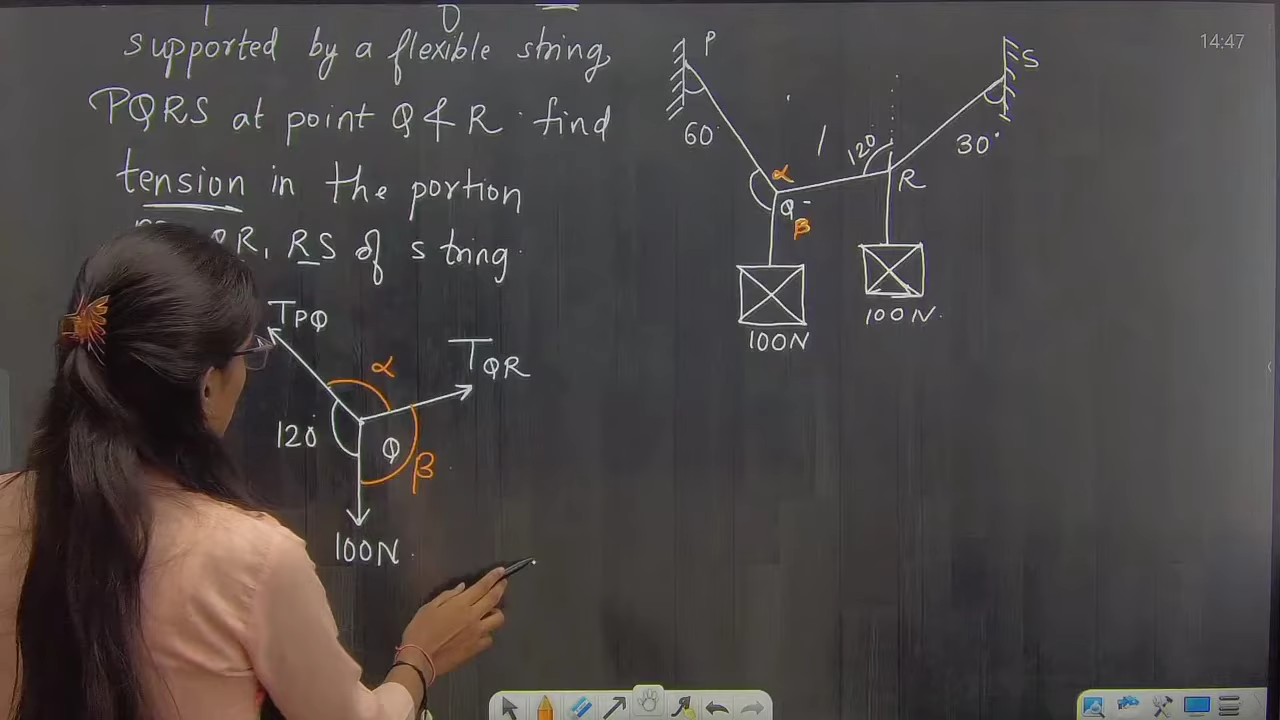 supported by a flexible string
PQRS at point Q & R find
tension in the portion
QR, RS of string
TPQ
TQR
α
120°
Q
β
100N
P
S
60°
120
30°
α
R
Q
β
100N
100N
14:47